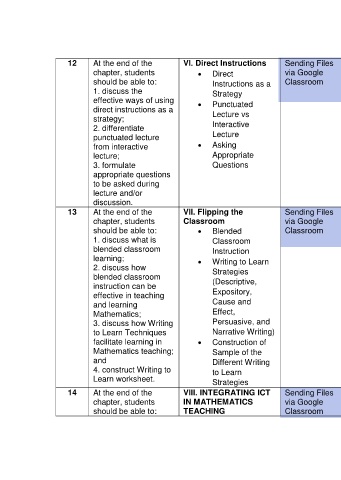 12
At the end of the
chapter, students
should be able to:
1. discuss the
effective ways of using
direct instructions as a
strategy;
2. differentiate
punctuated lecture
from interactive
lecture;
3. formulate
appropriate questions
to be asked during
lecture and/or
discussion.
VI. Direct Instructions
• Direct
Instructions as a
Strategy
• Punctuated
Lecture vs
Interactive
Lecture
• Asking
Appropriate
Questions
Sending Files
via Google
Classroom
13
At the end of the
chapter, students
should be able to:
1. discuss what is
blended classroom
learning;
2. discuss how
blended classroom
instruction can be
effective in teaching
and learning
Mathematics;
3. discuss how Writing
to Learn Techniques
facilitate learning in
Mathematics teaching;
and
4. construct Writing to
Learn worksheet.
VII. Flipping the
Classroom
• Blended
Classroom
Instruction
• Writing to Learn
Strategies
(Descriptive,
Expository,
Cause and
Effect,
Persuasive, and
Narrative Writing)
• Construction of
Sample of the
Different Writing
to Learn
Strategies
Sending Files
via Google
Classroom
14
At the end of the
chapter, students
should be able to:
VIII. INTEGRATING ICT
IN MATHEMATICS
TEACHING
Sending Files
via Google
Classroom